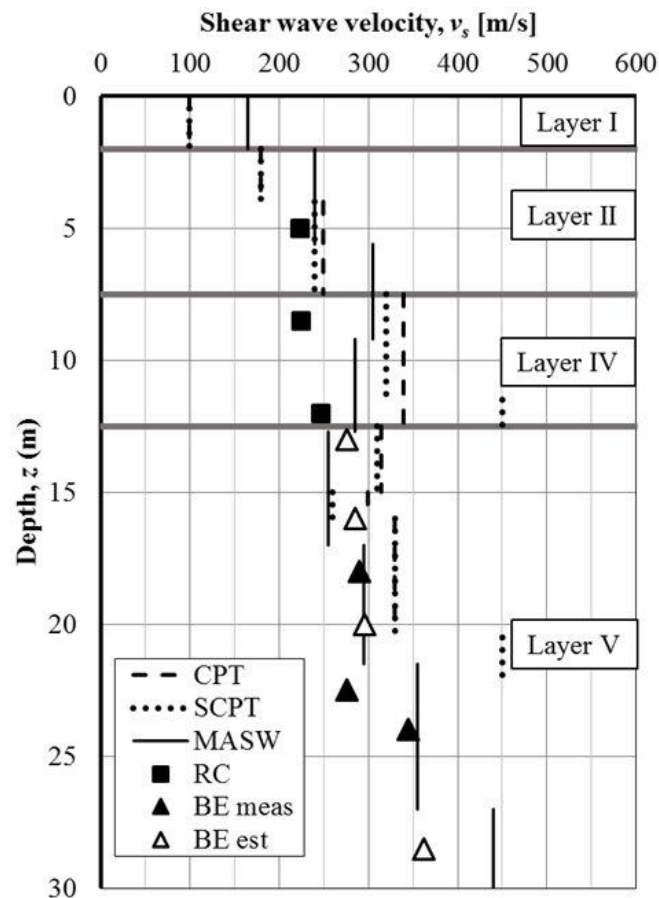 Shear wave velocity, vs [m/s]
0 100 200 300 400 500 600
0
Layer I
Layer II
5
Layer IV
10
Depth, z (m)
15
20
Layer V
CPT
SCPT
MASW
25
RC
BE meas
BE est
30